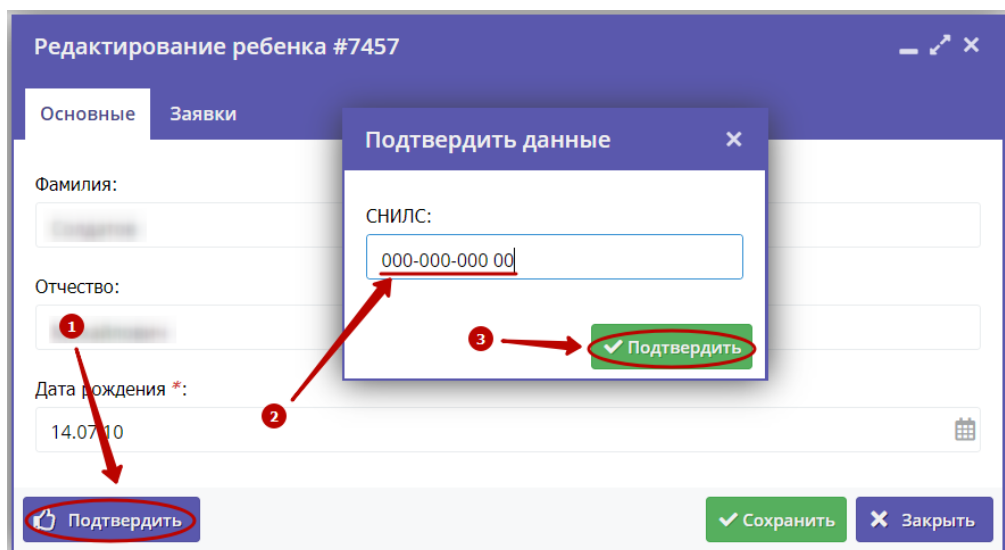 Редактирование ребенка #7457
Основные Заявки
Фамилия:
Отчество:
Дата рождения *:
14.07.10
Подтвердить данные
СНИЛС:
000-000-000 00
Подтвердить
1
2
3
Подтвердить
Сохранить
Закрыть